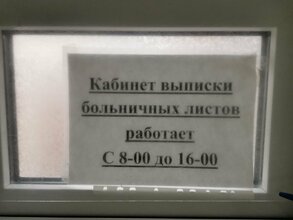 Кабинет выписки
больничных листов
работает
С 8-00 до 16-00